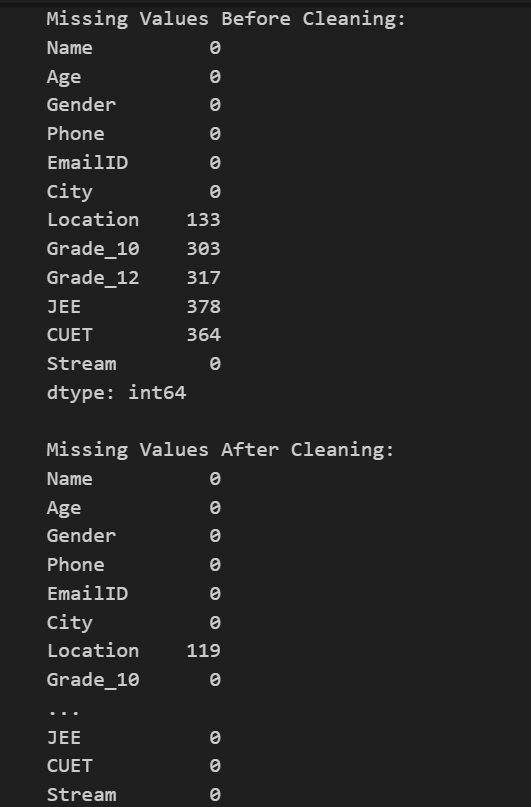 Missing Values Before Cleaning:
Name 0
Age 0
Gender 0
Phone 0
EmailID 0
City 0
Location 133
Grade_10 303
Grade_12 317
JEE 378
CUET 364
Stream 0
dtype: int64
Missing Values After Cleaning:
Name 0
Age 0
Gender 0
Phone 0
EmailID 0
City 0
Location 119
Grade_10 0
...
JEE 0
CUET 0
Stream 0